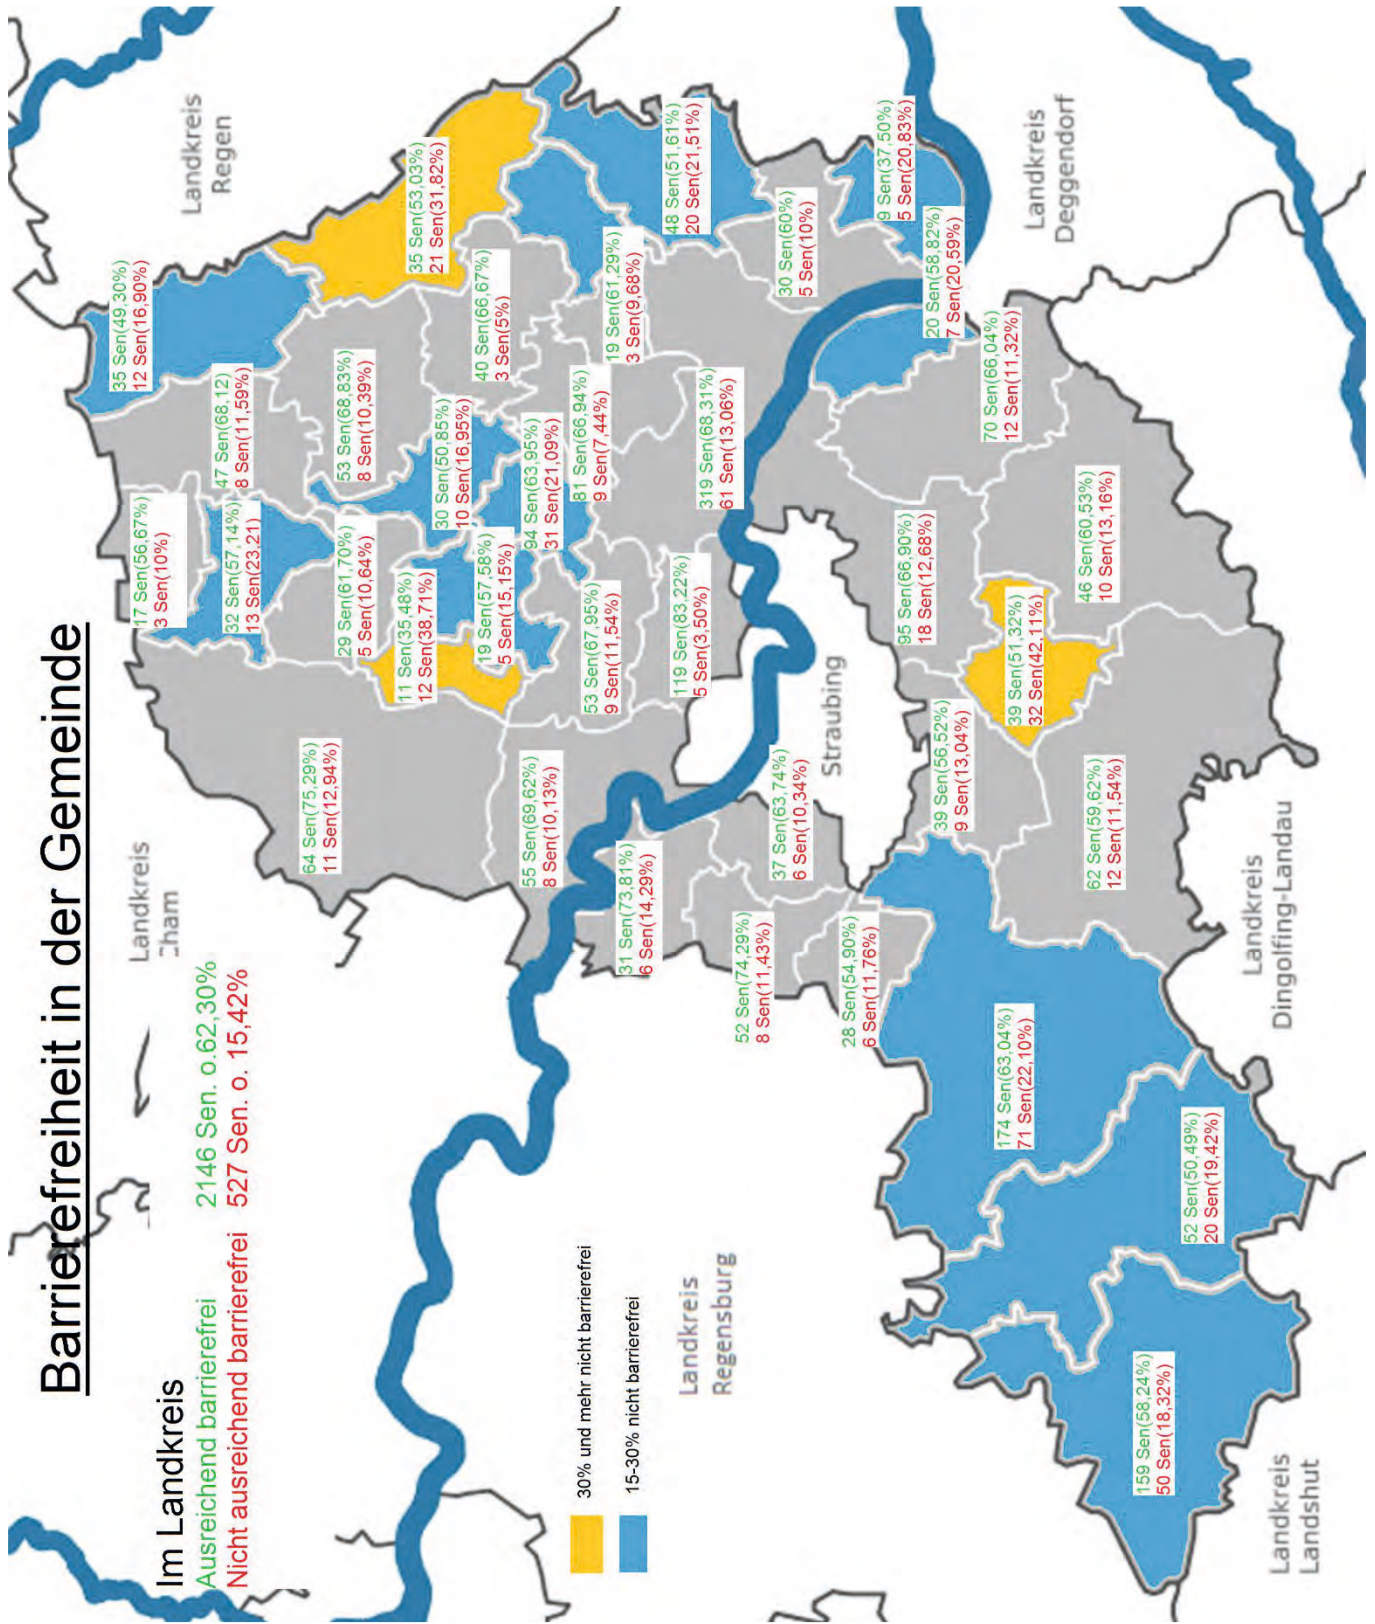 Barrierefreiheit in der Gemeinde
Im Landkreis
Ausreichend barrierefrei 2146 Sen. o.62,30%
Nicht ausreichend barrierefrei 527 Sen. o. 15,42%
30% und mehr nicht barrierefrei
15-30% nicht barrierefrei
Landkreis
Cham
Landkreis
Regen
Landkreis
Regensburg
Straubing
Landkreis
Deggendorf
Landkreis
Dingolfing-Landau
Landkreis
Landshut
35 Sen(49,30%)
12 Sen(16,90%)
17 Sen(56,67%)
3 Sen(10%)
47 Sen(68,12)
8 Sen(11,59%)
32 Sen(57,14%)
13 Sen(23,21)
64 Sen(75,29%)
11 Sen(12,94%)
29 Sen(61,70%)
5 Sen(10,64%)
53 Sen(68,83%)
8 Sen(10,39%)
35 Sen(53,03%)
21 Sen(31,82%)
11 Sen(35,48%)
12 Sen(38,71%)
30 Sen(50,85%)
10 Sen(16,95%)
40 Sen(66,67%)
3 Sen(5%)
19 Sen(57,58%)
5 Sen(15,15%)
55 Sen(69,62%)
8 Sen(10,13%)
94 Sen(63,95%)
31 Sen(21,09%)
81 Sen(66,94%)
9 Sen(7,44%)
19 Sen(61,29%)
3 Sen(9,68%)
48 Sen(51,61%)
20 Sen(21,51%)
53 Sen(67,95%)
9 Sen(11,54%)
31 Sen(73,81%)
6 Sen(14,29%)
119 Sen(83,22%)
5 Sen(3,50%)
319 Sen(68,31%)
61 Sen(13,06%)
30 Sen(60%)
5 Sen(10%)
9 Sen(37,50%)
5 Sen(20,83%)
52 Sen(74,29%)
8 Sen(11,43%)
37 Sen(63,74%)
6 Sen(10,34%)
20 Sen(58,82%)
7 Sen(20,59%)
28 Sen(54,90%)
6 Sen(11,76%)
95 Sen(66,90%)
18 Sen(12,68%)
70 Sen(66,04%)
12 Sen(11,32%)
39 Sen(56,52%)
9 Sen(13,04%)
39 Sen(51,32%)
32 Sen(42,11%)
46 Sen(60,53%)
10 Sen(13,16%)
174 Sen(63,04%)
71 Sen(22,10%)
62 Sen(59,62%)
12 Sen(11,54%)
52 Sen(50,49%)
20 Sen(19,42%)
159 Sen(58,24%)
50 Sen(18,32%)